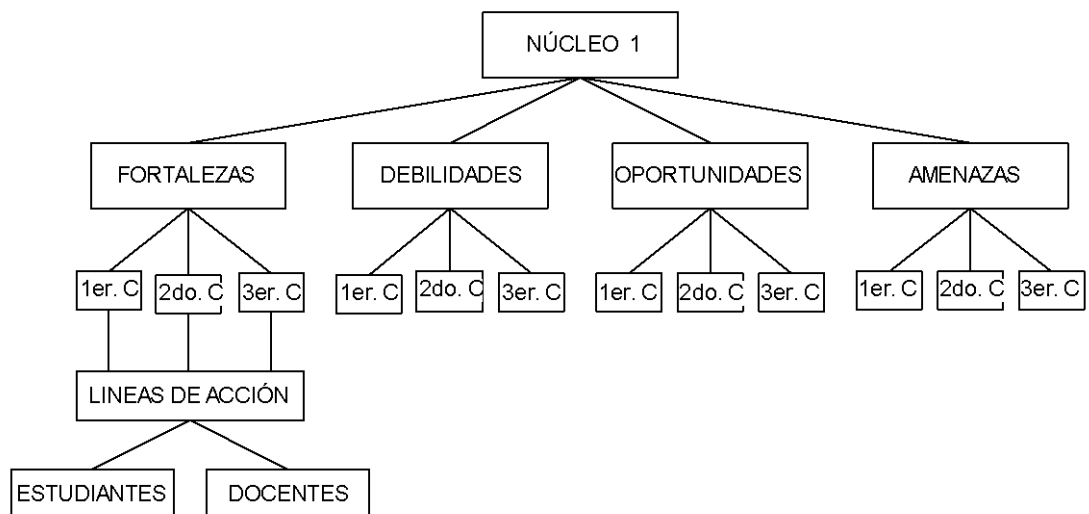 NÚCLEO 1
FORTALEZAS
DEBILIDADES
OPORTUNIDADES
AMENAZAS
1er. C
2do. C
3er. C
1er. C
2do. C
3er. C
1er. C
2do. C
3er. C
1er. C
2do. C
3er. C
LINEAS DE ACCIÓN
ESTUDIANTES
DOCENTES